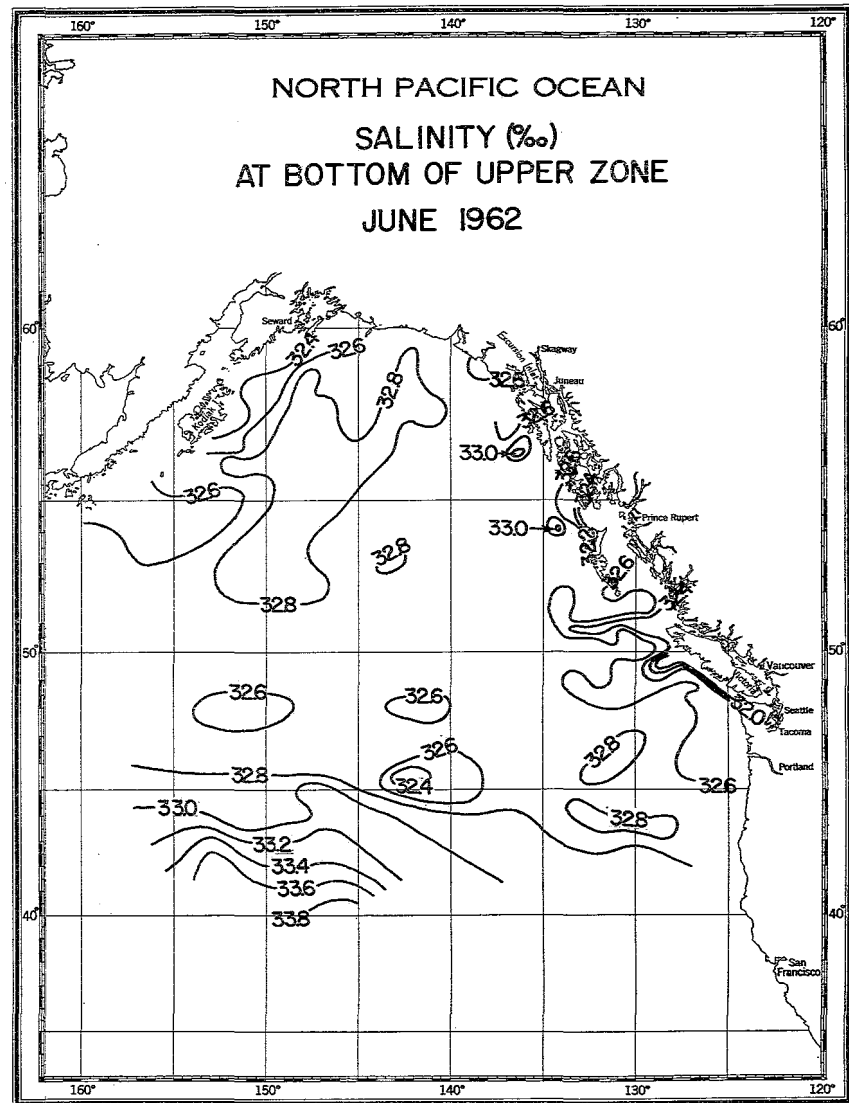 160° 150° 140° 130° 120°
NORTH PACIFIC OCEAN
SALINITY (‰)
AT BOTTOM OF UPPER ZONE
JUNE 1962
60° 60°
Seward
32.4
32.6
32.8
Excursion Inlet
Skagway
Juneau
33.0
32.6
33.0
Prince Rupert
32.6
32.8
32.6
32.8
50° 50°
Vancouver
Victoria
Seattle
Tacoma
32.0
32.6
32.6
32.6
32.8
32.8
32.4
Portland
32.6
33.0
32.8
33.2
33.4
33.6
33.8
40° 40°
San
Francisco
160° 150° 140° 130° 120°